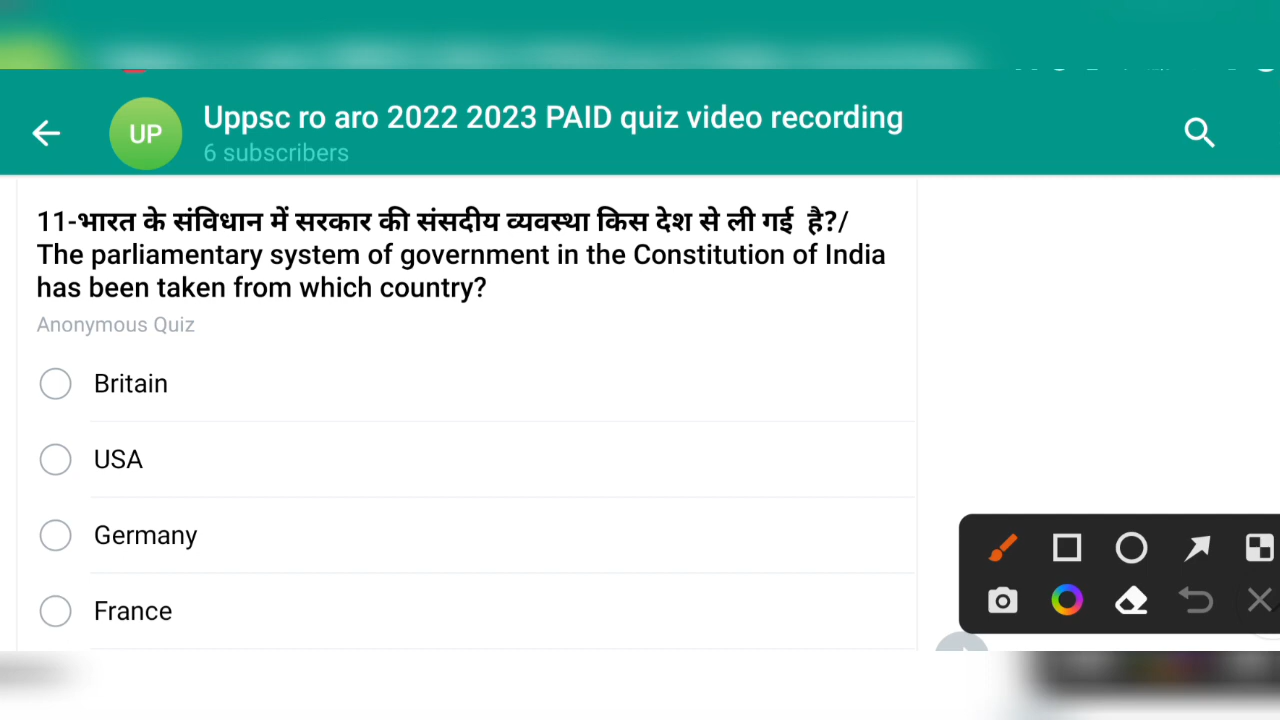 Uppsc ro aro 2022 2023 PAID quiz video recording
UP
6 subscribers
11-भारत के संविधान में सरकार की संसदीय व्यवस्था किस देश से ली गई है?/
The parliamentary system of government in the Constitution of India
has been taken from which country?
Anonymous Quiz
Britain
USA
Germany
France